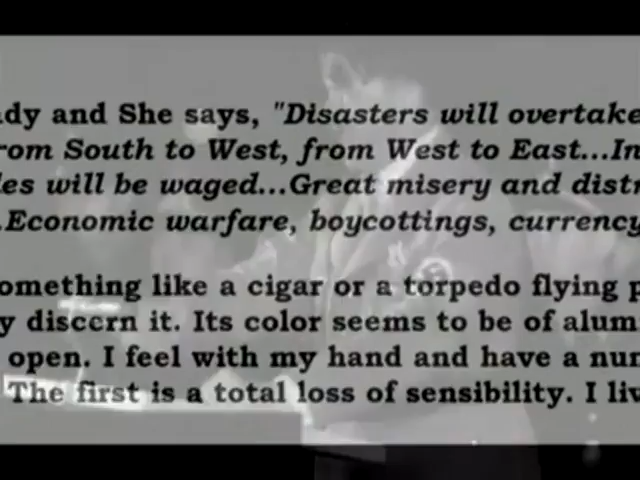 dy and She says, "Disasters will overtake
rom South to West, from West to East...In
les will be waged...Great misery and distr
.Economic warfare, boycottings, currency
omething like a cigar or a torpedo flying p
y disccrn it. Its color seems to be of alum
open. I feel with my hand and have a nu
The first is a total loss of sensibility. I liv